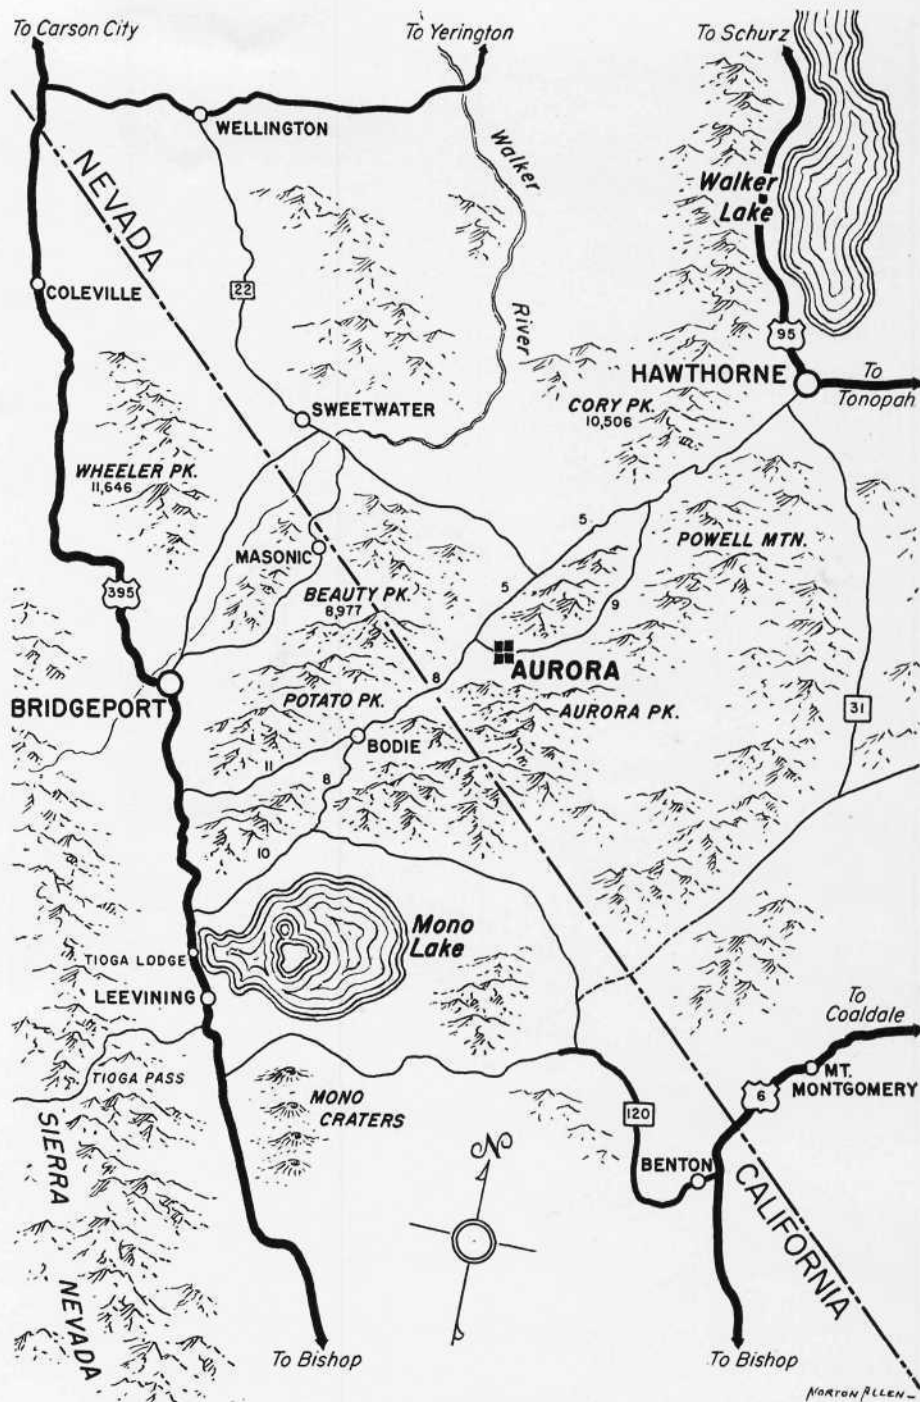 To Carson City
To Yerington
To Schurz
WELLINGTON
Walker
River
NEVADA
Walker
Lake
22
COLEVILLE
95
HAWTHORNE
To
Tonopah
SWEETWATER
CORY PK.
10,506
WHEELER PK.
11,646
5
POWELL MTN.
MASONIC
395
BEAUTY PK.
8,977
5
9
AURORA
8
BRIDGEPORT
POTATO PK.
AURORA PK.
31
BODIE
11
8
10
Mono
Lake
TIOGA LODGE
LEEVINING
To
Coaldale
TIOGA PASS
MT.
MONTGOMERY
MONO
CRATERS
6
120
SIERRA
NEVADA
N
BENTON
CALIFORNIA
To Bishop
To Bishop
NORTON ALLEN